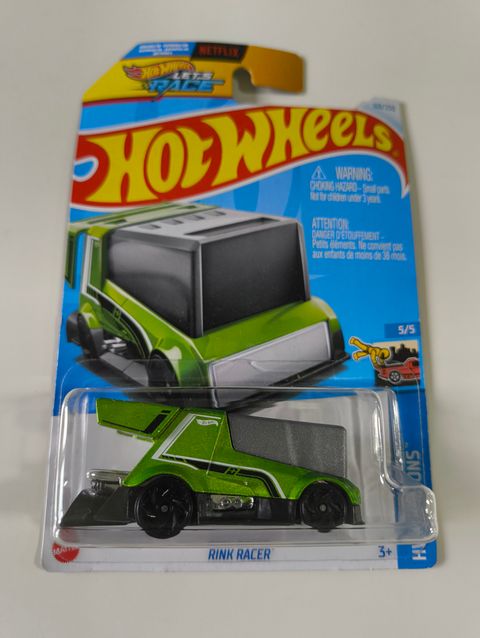 NETFLIX
HOT WHEELS
LET'S
RACE
HOT WHEELS
WARNING:
CHOKING HAZARD – Small parts.
Not for children under 3 years.
ATTENTION:
DANGER D'ÉTOUFFEMENT –
Petits éléments. Ne convient pas
aux enfants de moins de 36 mois.
5/5
MATTEL
RINK RACER
3+